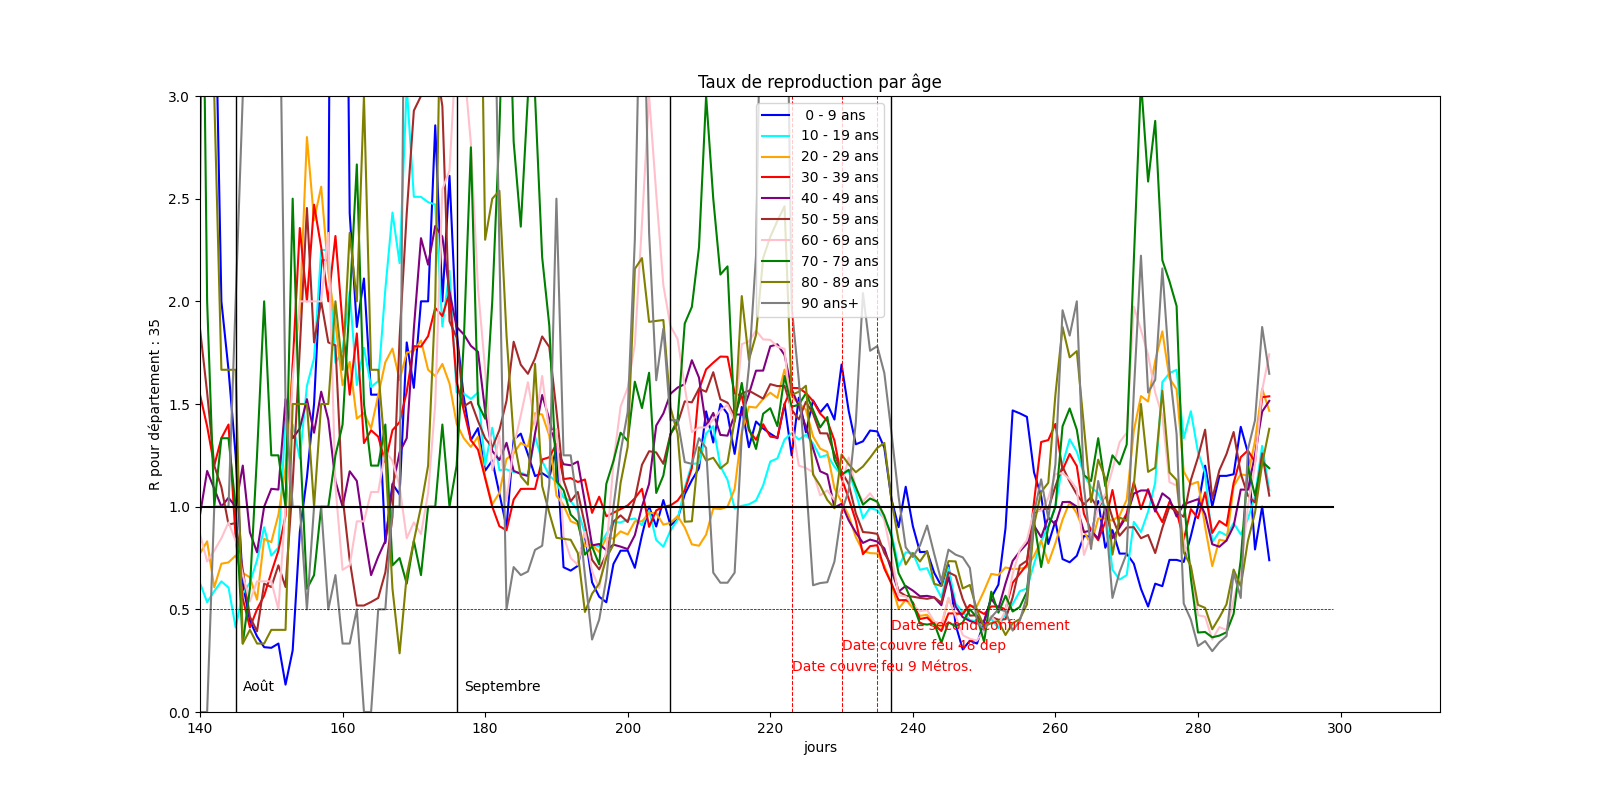 Taux de reproduction par âge
3.0
2.5
2.0
1.5
1.0
0.5
0.0
R pour département : 35
0 - 9 ans
10 - 19 ans
20 - 29 ans
30 - 39 ans
40 - 49 ans
50 - 59 ans
60 - 69 ans
70 - 79 ans
80 - 89 ans
90 ans+
Date second confinement
Date couvre feu 48 dep
Date couvre feu 9 Métros.
Août
Septembre
140 160 180 200 220 240 260 280 300
jours